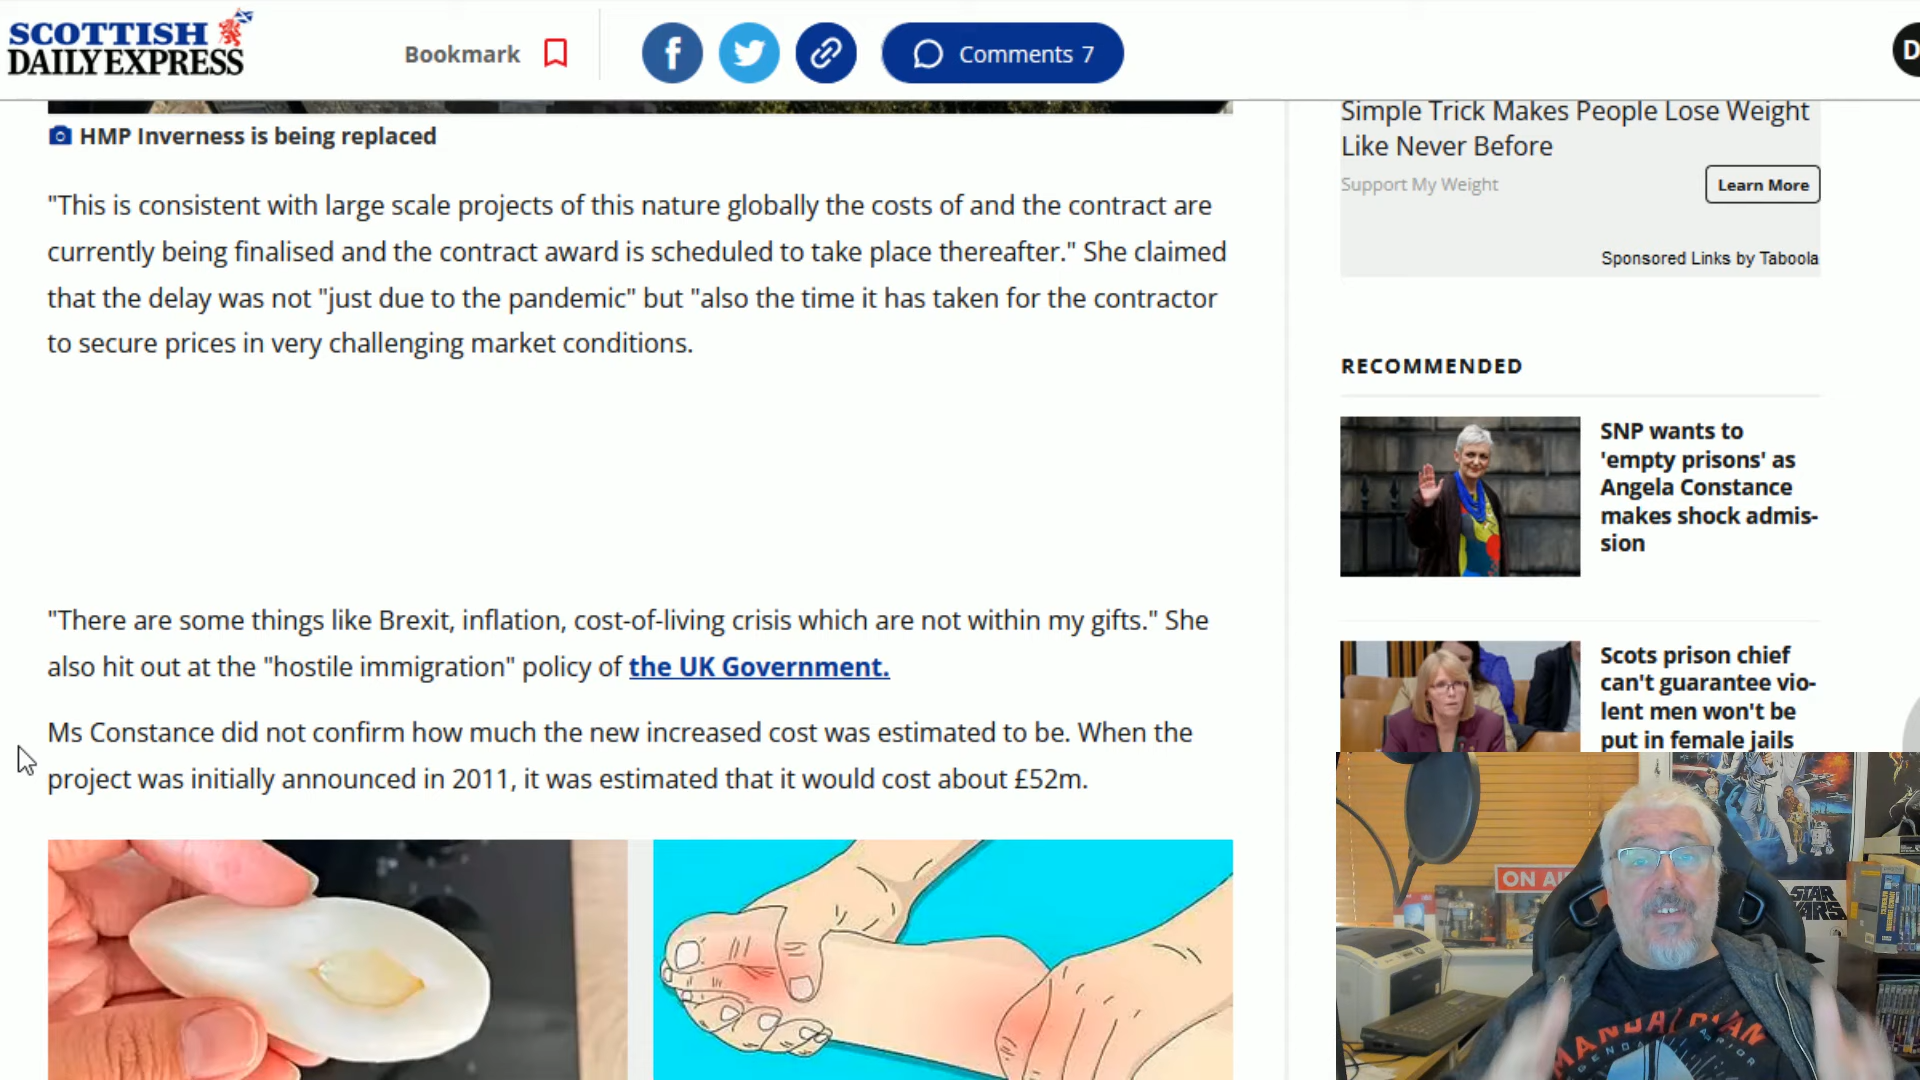 SCOTTISH
DAILY EXPRESS
Bookmark
Comments 7
D
HMP Inverness is being replaced
"This is consistent with large scale projects of this nature globally the costs of and the contract are
currently being finalised and the contract award is scheduled to take place thereafter." She claimed
that the delay was not "just due to the pandemic" but "also the time it has taken for the contractor
to secure prices in very challenging market conditions.
"There are some things like Brexit, inflation, cost-of-living crisis which are not within my gifts." She
also hit out at the "hostile immigration" policy of the UK Government.
Ms Constance did not confirm how much the new increased cost was estimated to be. When the
project was initially announced in 2011, it was estimated that it would cost about £52m.
Simple Trick Makes People Lose Weight
Like Never Before
Support My Weight
Learn More
Sponsored Links by Taboola
RECOMMENDED
SNP wants to
'empty prisons' as
Angela Constance
makes shock admis-
sion
Scots prison chief
can't guarantee vio-
lent men won't be
put in female jails
ON AI
STAR
WARS
MANDALORIAN